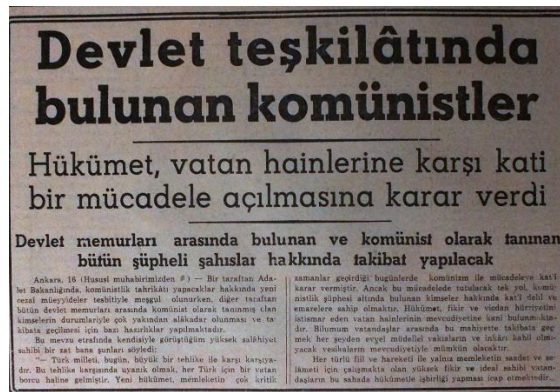 Devlet teşkilâtında
bulunan komünistler
Hükümet, vatan hainlerine karşı kati
bir mücadele açılmasına karar verdi
Devlet memurları arasında bulunan ve komünist olarak tanınan
bütün şüpheli şahıslar hakkında takibat yapılacak
Ankara, 16 (Hususî muhabirimizden) — Bir taraftan Ada-
let Bakanlığında, komünistlik tahrikâtı yapacaklar hakkında yeni
cezaî müeyyideler tesbitiyle meşgul olunurken, diğer taraftan
bütün devlet memurları arasında komünist olarak tanınmış olan
kimselerin durumlariyle çok yakından alâkadar olunması ve ta-
kibata geçilmesi için bazı hazırlıklar yapılmaktadır.
Bu mevzu etrafında kendisiyle görüştüğüm yüksek salâhiyet
sahibi bir zat bana şunları söyledi:
"— Türk milleti, bugün, büyük bir tehlike ile karşı karşıya-
dır. Bu tehlike karşısında uyanık olmak, her Türk için bir vatan
borcu haline gelmiştir. Yeni hükümet, memleketin çok kritik
zamanlar geçirdiği bugünlerde komünizm ile mücadeleye kat'î
karar vermiştir. Ancak bu mücadelede tutulacak tek yol, komü-
nistlik şüphesi altında bulunan kimseler hakkında kat'î delil ve
emarelere sahip olmaktır. Hükümet, fikir ve vicdan hürriyetini
istismar eden vatan hainlerinin mevcudiyetine kani bulunmakta-
dır. Bilumum vatandaşlar arasında bu mahiyette takibata geç-
mek her şeyden evvel müdellel vakıaların ve inkârı kabil olmı-
yacak vesikaların mevcudiyetiyle mümkün olacaktır.
Her türlü fiil ve hareketi ile yalnız memleketin saadet ve se-
lâmeti için çalışmakta olan yüksek fikir ve ideal sahibi vatan-
daşların bu sahada hükümetle işbirliği yapması icap etmektedir.